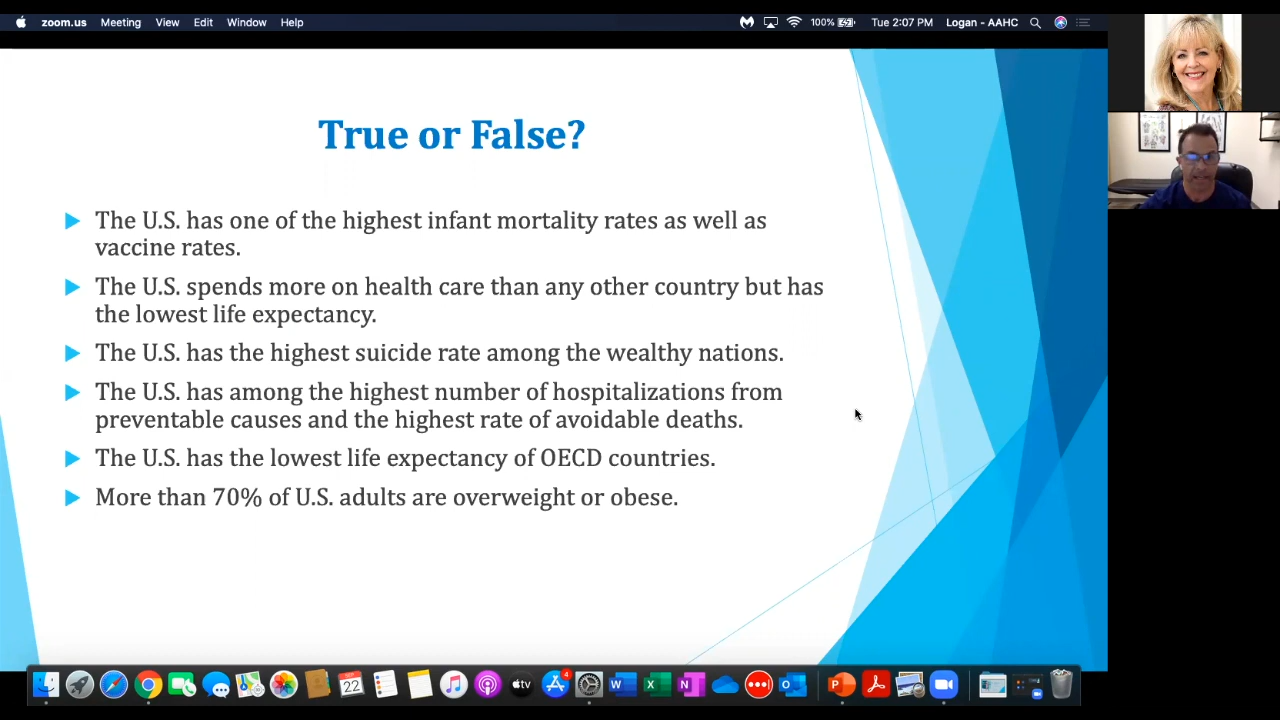 zoom.us Meeting View Edit Window Help 100% Tue 2:07 PM Logan - AAHC
True or False?
The U.S. has one of the highest infant mortality rates as well as
vaccine rates.
The U.S. spends more on health care than any other country but has
the lowest life expectancy.
The U.S. has the highest suicide rate among the wealthy nations.
The U.S. has among the highest number of hospitalizations from
preventable causes and the highest rate of avoidable deaths.
The U.S. has the lowest life expectancy of OECD countries.
More than 70% of U.S. adults are overweight or obese.
22 tv 4 W X N O P